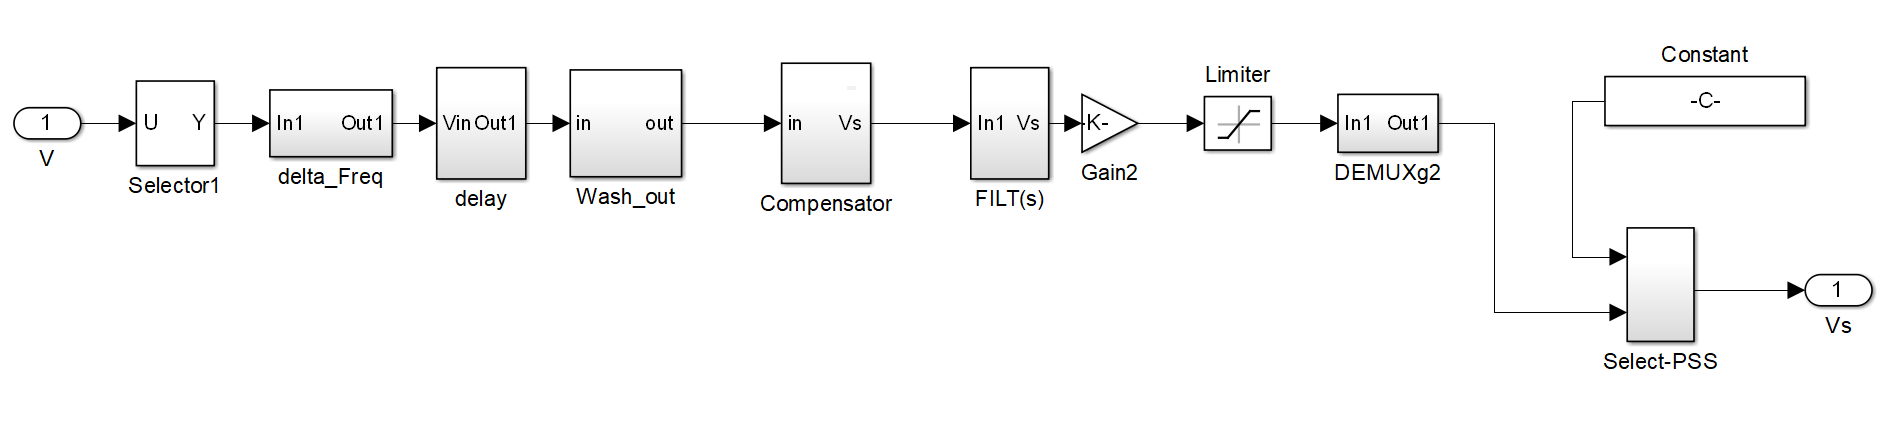 1
V
U Y
Selector1
In1 Out1
delta_Freq
Vin Out1
delay
in out
Wash_out
in Vs
Compensator
In1 Vs
FILT(s)
-K-
Gain2
Limiter
In1 Out1
DEMUXg2
Constant
-C-
Select-PSS
1
Vs